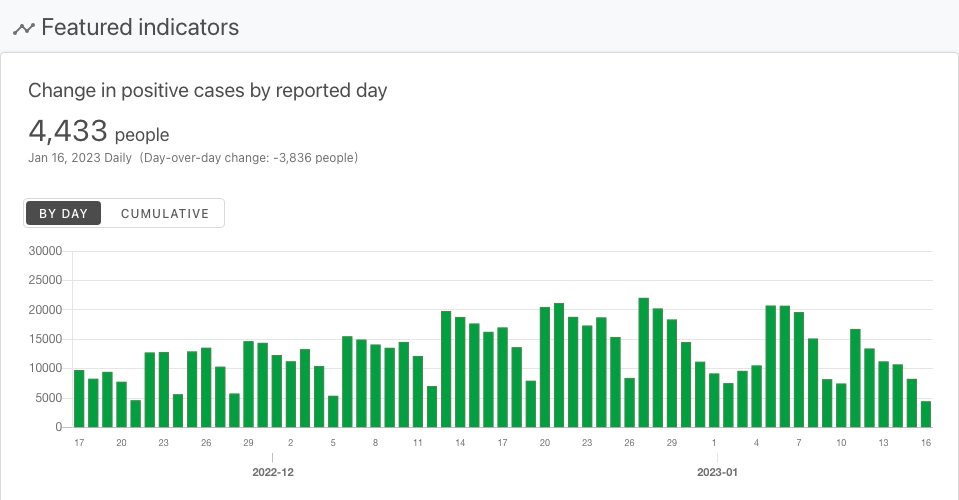 Featured indicators
Change in positive cases by reported day
4,433 people
Jan 16, 2023 Daily (Day-over-day change: -3,836 people)
BY DAY CUMULATIVE
30000
25000
20000
15000
10000
5000
0
17 20 23 26 29 2 5 8 11 14 17 20 23 26 29 1 4 7 10 13 16
2022-12 2023-01